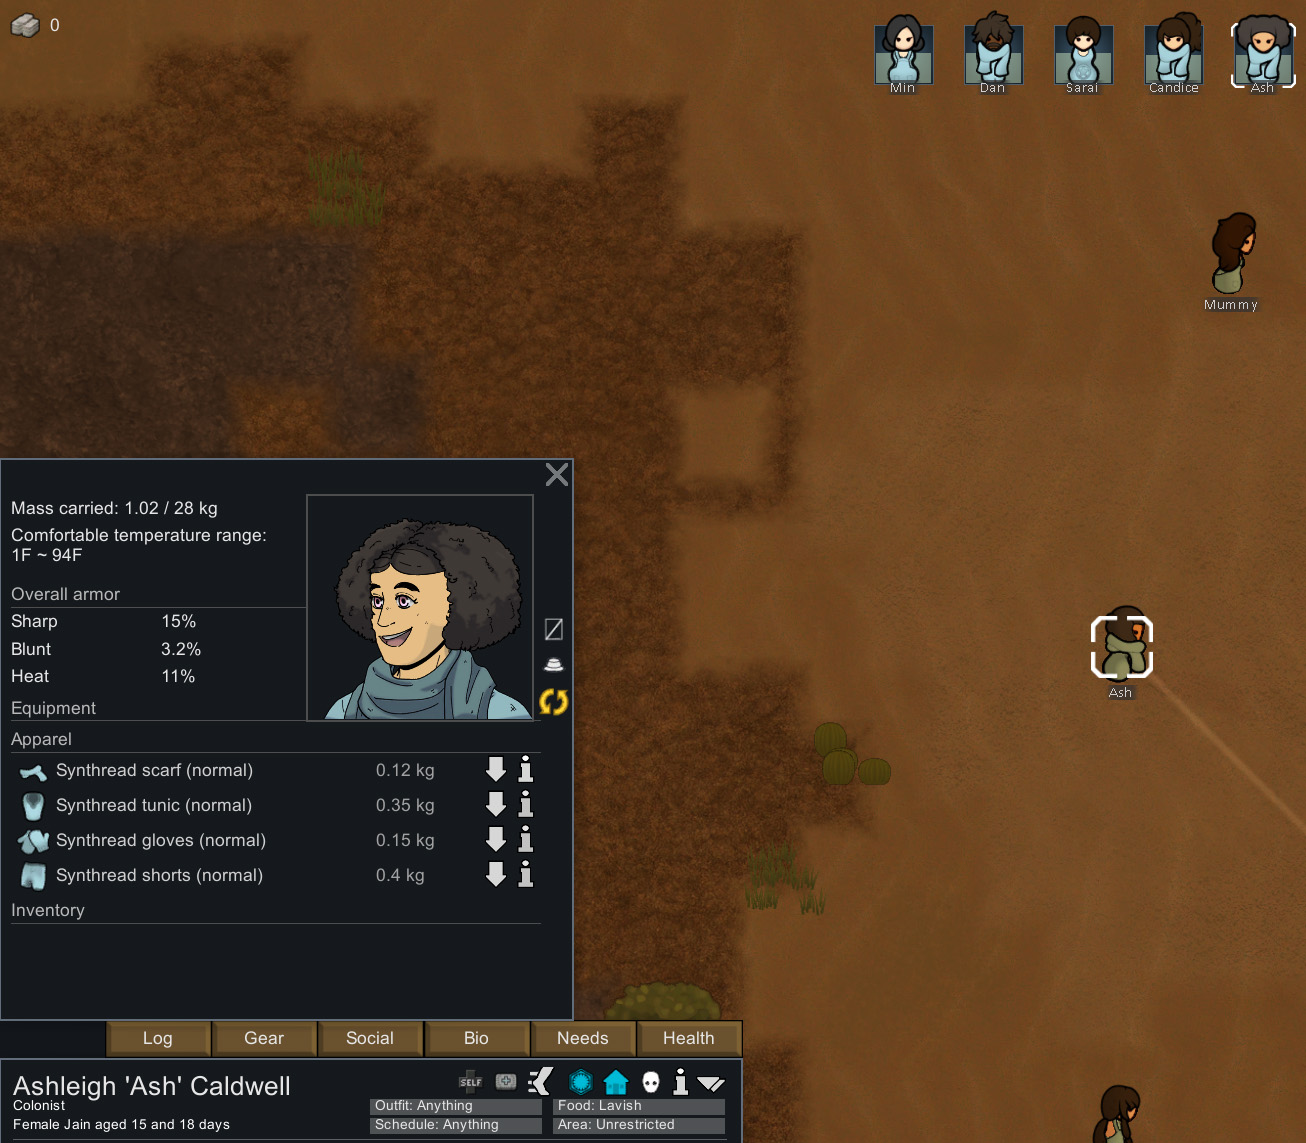 0
Min
Dan
Sarai
Candice
Ash
Mummy
Mass carried: 1.02 / 28 kg
Comfortable temperature range:
1F ~ 94F
Overall armor
Sharp 15%
Blunt 3.2%
Heat 11%
Equipment
Apparel
Synthread scarf (normal) 0.12 kg
Synthread tunic (normal) 0.35 kg
Synthread gloves (normal) 0.15 kg
Synthread shorts (normal) 0.4 kg
Inventory
Ash
Log
Gear
Social
Bio
Needs
Health
Ashleigh 'Ash' Caldwell
SELF
Colonist
Outfit: Anything
Food: Lavish
Female Jain aged 15 and 18 days
Schedule: Anything
Area: Unrestricted